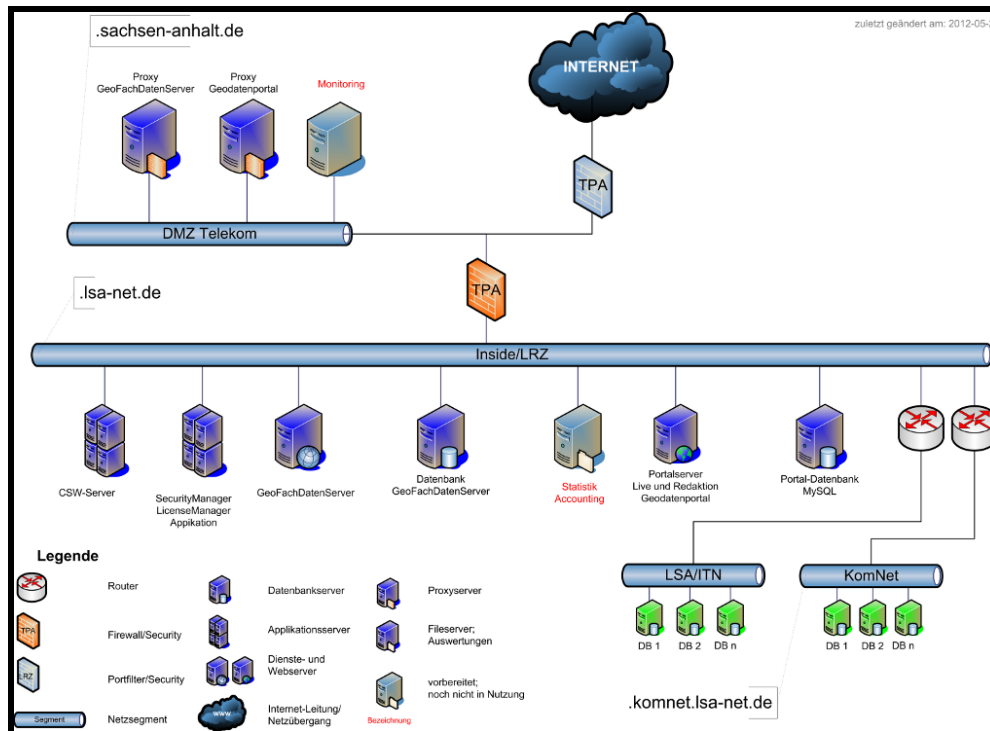 .sachsen-anhalt.de
zuletzt geändert am: 2012-05-2
INTERNET
Proxy
GeoFachDatenServer
Proxy
Geodatenportal
Monitoring
TPA
DMZ Telekom
.lsa-net.de
TPA
Inside/LRZ
CSW-Server
SecurityManager
LicenseManager
Appikation
GeoFachDatenServer
Datenbank
GeoFachDatenServer
Statistik
Accounting
Portalserver
Live und Redaktion
Geodatenportal
Portal-Datenbank
MySQL
LSA/ITN
KomNet
DB 1
DB 2
DB n
DB 1
DB 2
DB n
.komnet.lsa-net.de
Legende
Router
Datenbankserver
Proxyserver
TPA
Firewall/Security
Applikationsserver
Fileserver;
Auswertungen
LRZ
Portfilter/Security
Dienste- und
Webserver
vorbereitet;
noch nicht in Nutzung
Segment
Netzsegment
WWW
Internet-Leitung/
Netzübergang
Bezeichnung